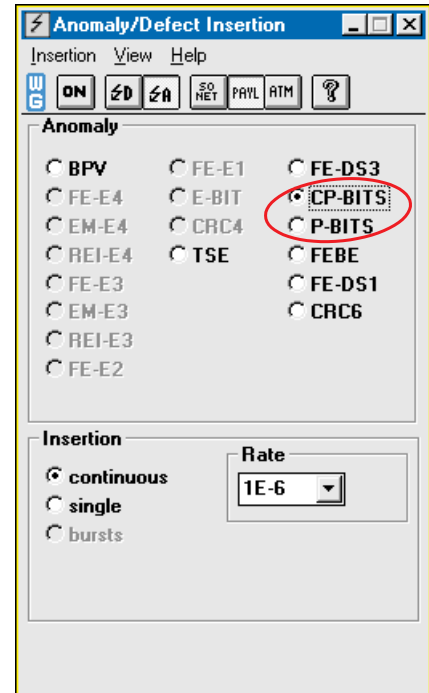 Anomaly/Defect Insertion
Insertion View Help
WG ON D A SO NET PAYL ATM ?
Anomaly
BPV FE-E1 FE-DS3
FE-E4 E-BIT CP-BITS
EM-E4 CRC4 P-BITS
REI-E4 TSE FEBE
FE-E3 FE-DS1
EM-E3 CRC6
REI-E3
FE-E2
Insertion
Rate
continuous
1E-6
single
bursts